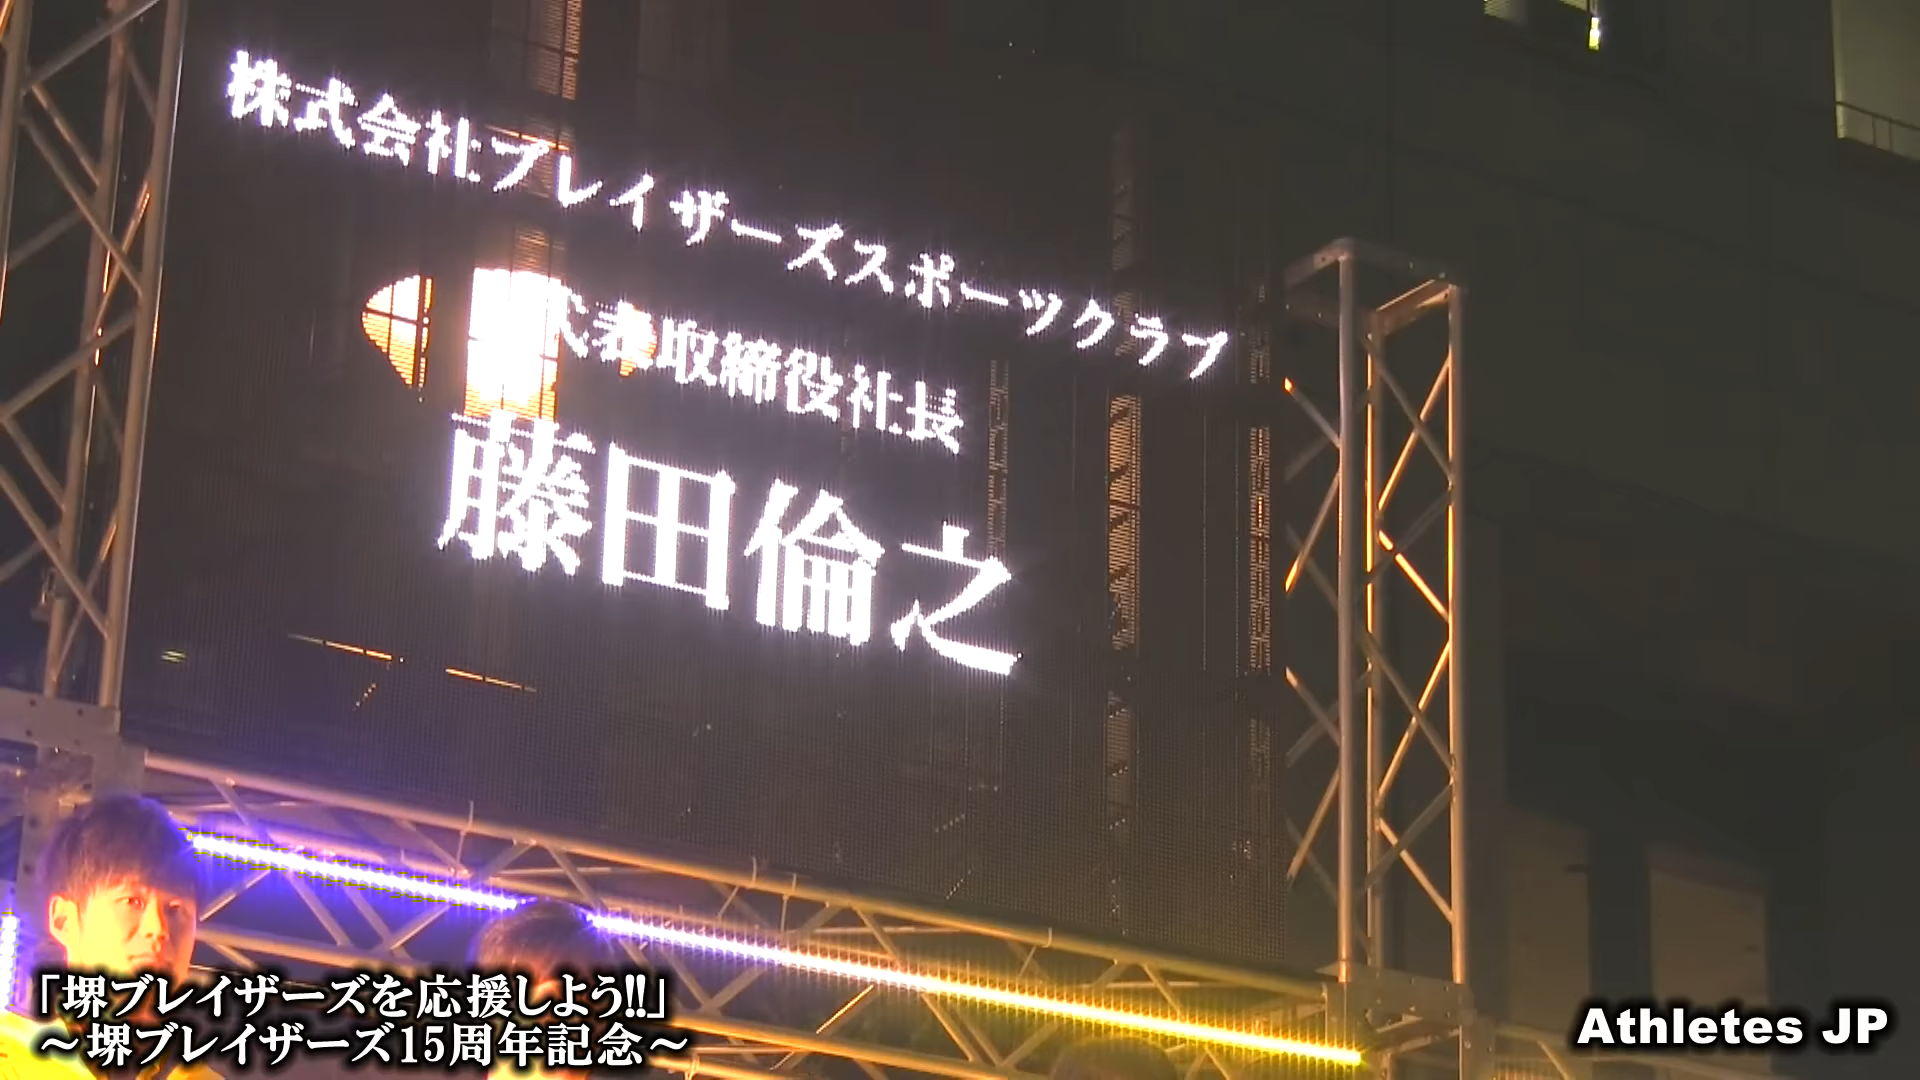 株式会社ブレイザーズスポーツクラブ
代表取締役社長
藤田倫之
「堺ブレイザーズを応援しよう!!」
～堺ブレイザーズ15周年記念～
Athletes JP